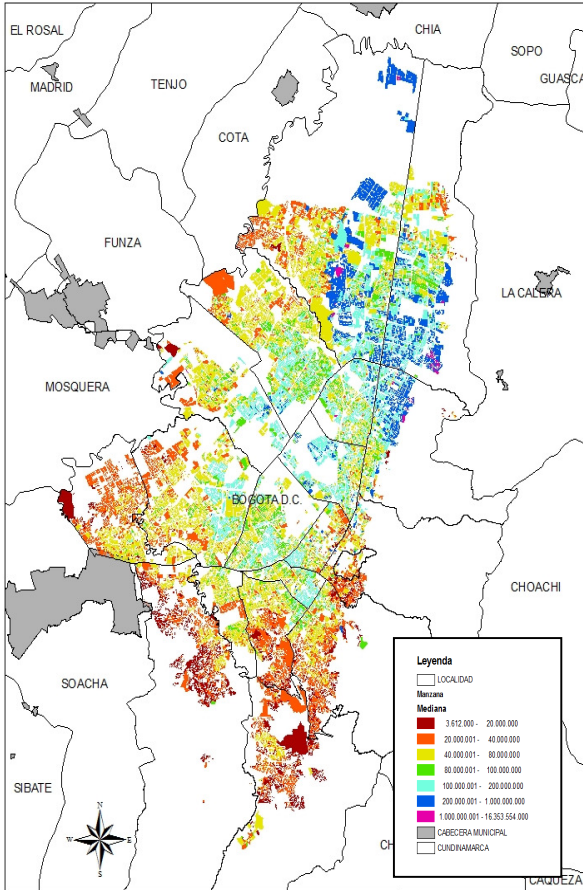 EL ROSAL
CHIA
SOPO
GUASCA
MADRID
TENJO
COTA
FUNZA
LA CALERA
MOSQUERA
BOGOTA D.C.
CHOACHI
SOACHA
SIBATE
N
W
E
S
Leyenda
LOCALIDAD
Manzana
Mediana
3.612.000 - 20.000.000
20.000.001 - 40.000.000
40.000.001 - 80.000.000
80.000.001 - 100.000.000
100.000.001 - 200.000.000
200.000.001 - 1.000.000.000
1.000.000.001 - 16.353.554.000
CABECERA MUNICIPAL
CUNDINAMARCA
CH
CAQUEZA